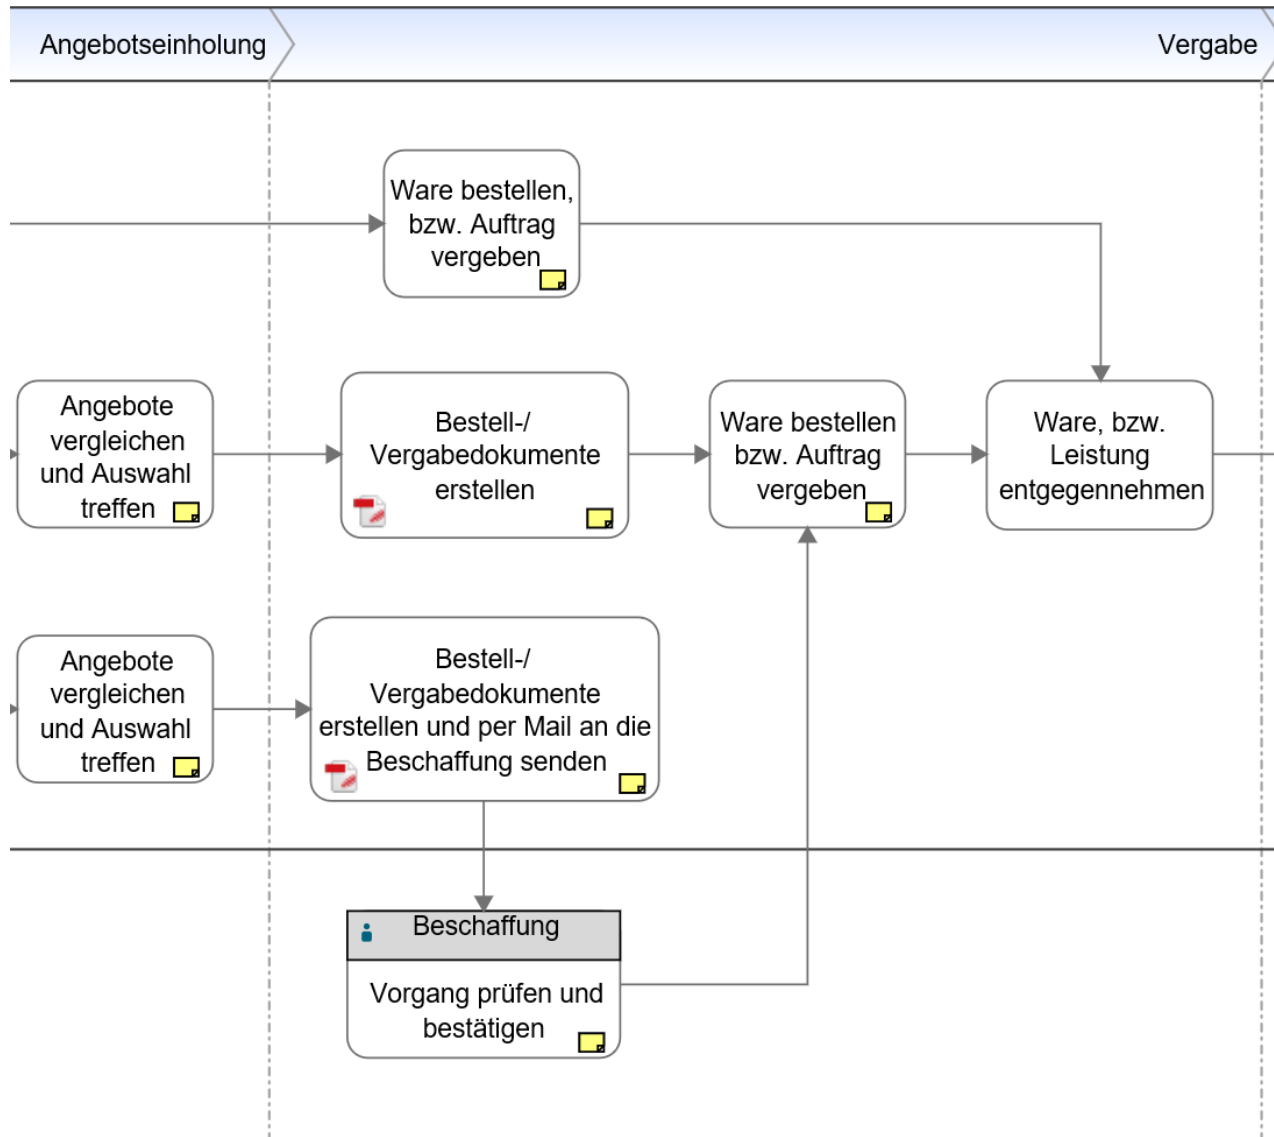 Angebotseinholung
Vergabe
Ware bestellen,
bzw. Auftrag
vergeben
Angebote
vergleichen
und Auswahl
treffen
Bestell-/
Vergabedokumente
erstellen
Ware bestellen
bzw. Auftrag
vergeben
Ware, bzw.
Leistung
entgegennehmen
Angebote
vergleichen
und Auswahl
treffen
Bestell-/
Vergabedokumente
erstellen und per Mail an die
Beschaffung senden
Beschaffung
Vorgang prüfen und
bestätigen